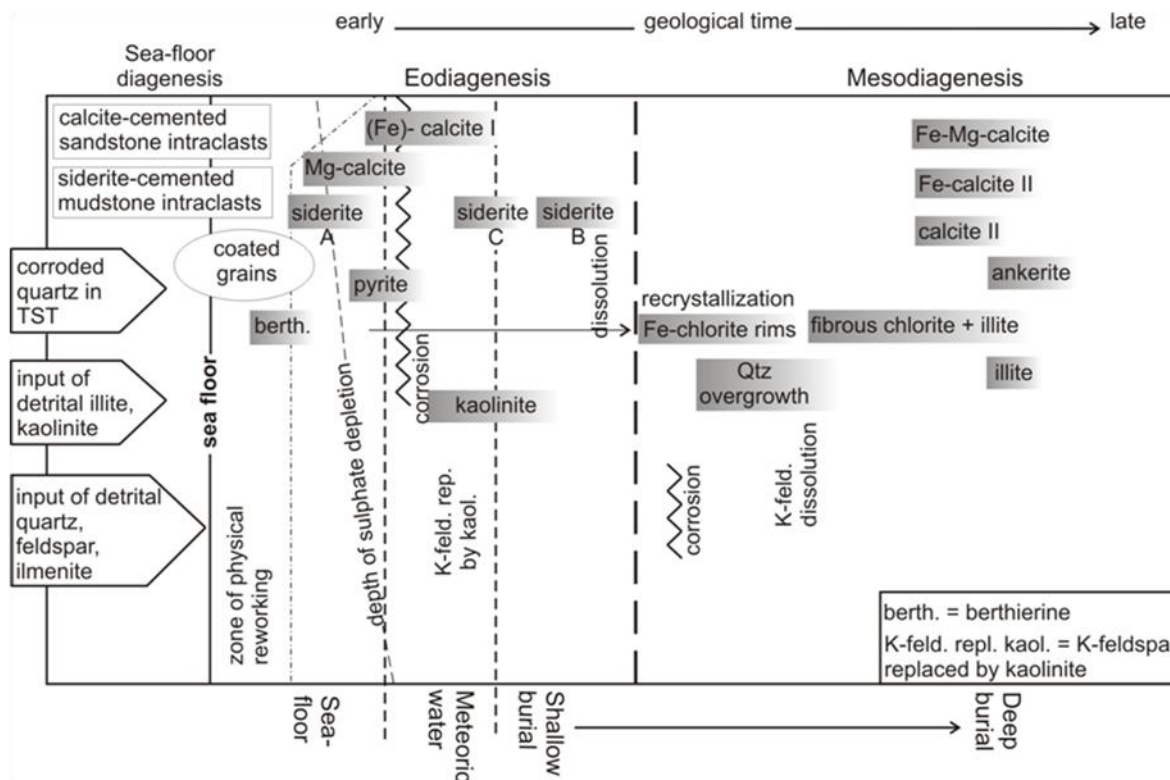 early
geological time
late
Sea-floor
diagenesis
Eodiagenesis
Mesodiagenesis
calcite-cemented
sandstone intraclasts
siderite-cemented
mudstone intraclasts
coated
grains
corroded
quartz in
TST
input of
detrital illite,
kaolinite
input of detrital
quartz,
feldspar,
ilmenite
sea floor
berth.
zone of physical
reworking
(Fe)- calcite
Mg-calcite
siderite
A
siderite
C
siderite
B
pyrite
depth of sulphate depletion
corrosion
kaolinite
K-feld. rep.
by kaol.
dissolution
recrystallization
Fe-chlorite rims
fibrous chlorite + illite
Qtz
overgrowth
corrosion
K-feld.
dissolution
Fe-Mg-calcite
Fe-calcite II
calcite II
ankerite
illite
berth. = berthierine
K-feld. repl. kaol. = K-feldspa
replaced by kaolinite
Sea-
floor
Meteoric
water
Shallow
burial
Deep
burial